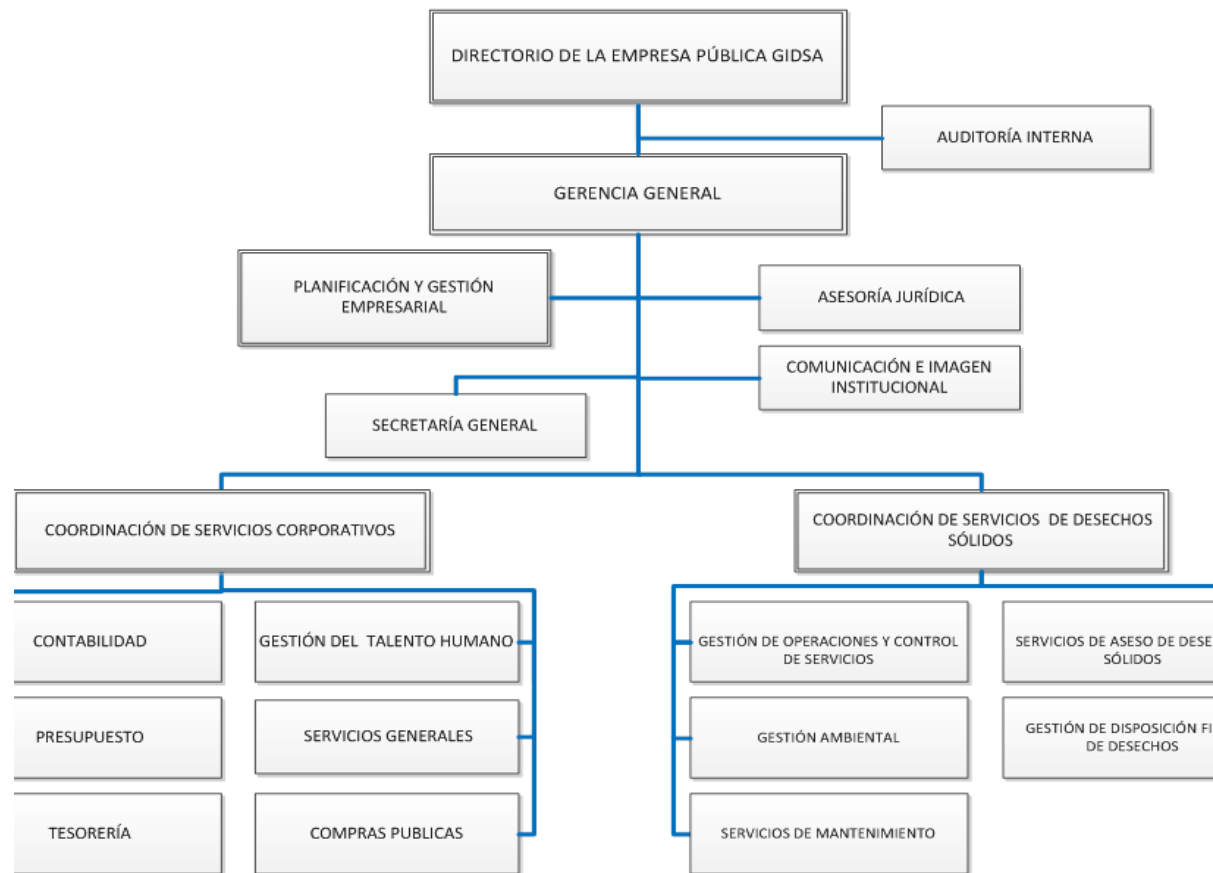 DIRECTORIO DE LA EMPRESA PÚBLICA GIDSA
AUDITORÍA INTERNA
GERENCIA GENERAL
PLANIFICACIÓN Y GESTIÓN
EMPRESARIAL
ASESORÍA JURÍDICA
COMUNICACIÓN E IMAGEN
INSTITUCIONAL
SECRETARÍA GENERAL
COORDINACIÓN DE SERVICIOS CORPORATIVOS
COORDINACIÓN DE SERVICIOS DE DESECHOS
SÓLIDOS
CONTABILIDAD
GESTIÓN DEL TALENTO HUMANO
GESTIÓN DE OPERACIONES Y CONTROL
DE SERVICIOS
SERVICIOS DE ASESO DE
SÓLIDOS
PRESUPUESTO
SERVICIOS GENERALES
GESTIÓN AMBIENTAL
GESTIÓN DE DISPOSICIÓN
DE DESECHOS
TESORERÍA
COMPRAS PUBLICAS
SERVICIOS DE MANTENIMIENTO